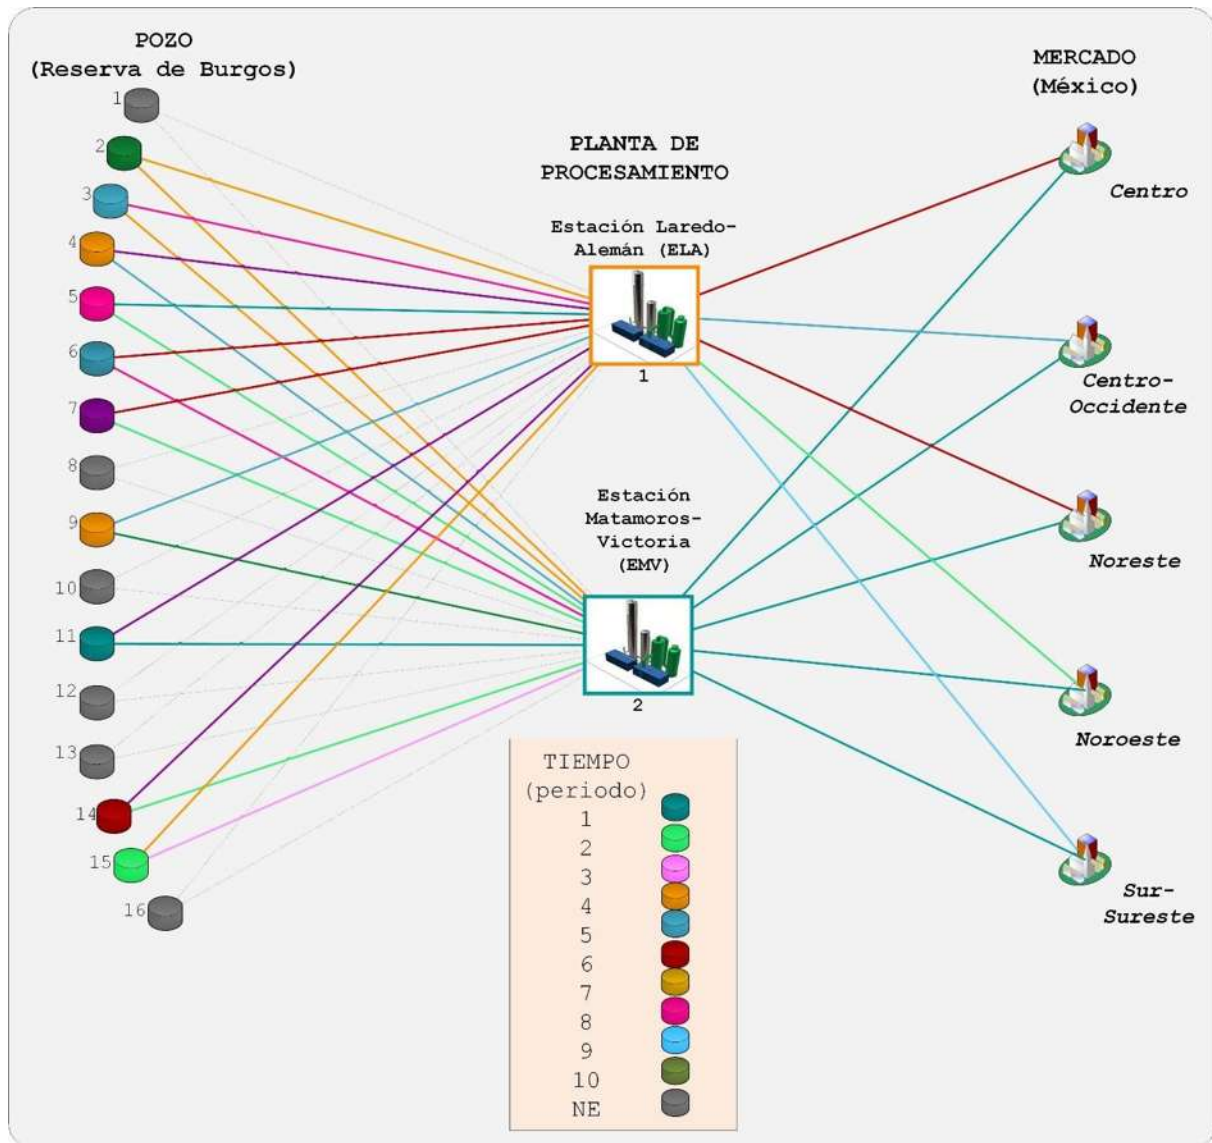 POZO
(Reserva de Burgos)
1
2
3
4
5
6
7
8
9
10
11
12
13
14
15
16
PLANTA DE
PROCESAMIENTO
Estación Laredo-
Alemán (ELA)
1
Estación
Matamoros-
Victoria
(EMV)
2
MERCADO
(México)
Centro
Centro-
Occidente
Noreste
Noroeste
Sur-
Sureste
TIEMPO
(periodo)
1
2
3
4
5
6
7
8
9
10
NE